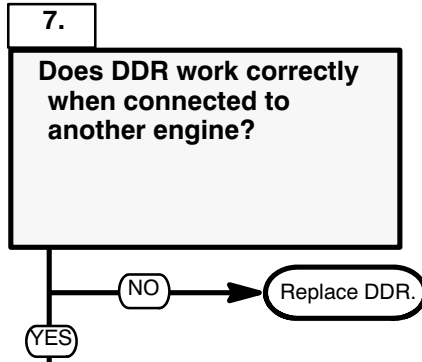 7.
Does DDR work correctly
when connected to
another engine?
NO
Replace DDR.
YES